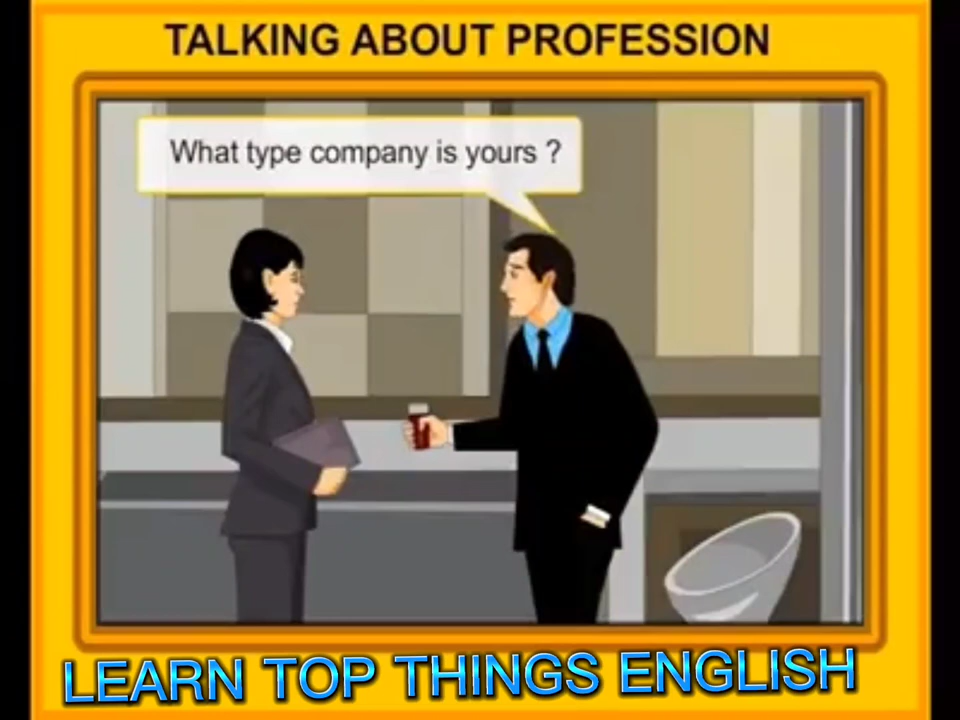 TALKING ABOUT PROFESSION
What type company is yours ?
LEARN TOP THINGS ENGLISH